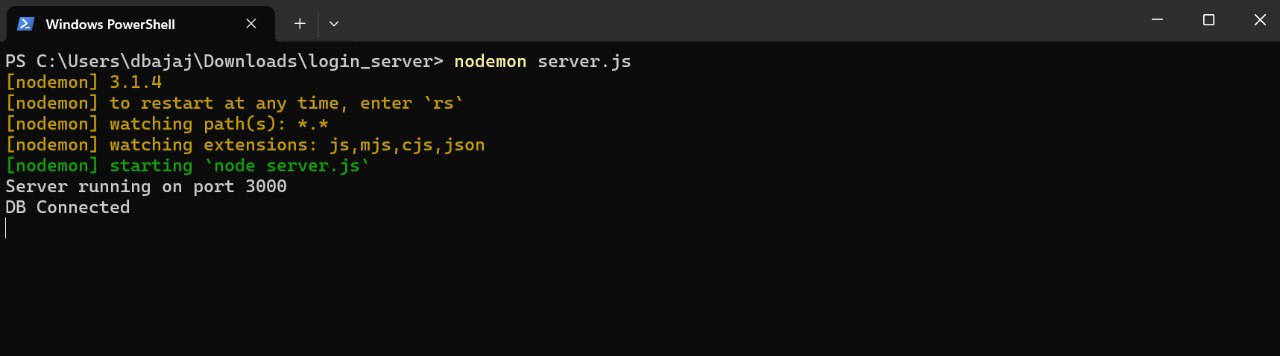 Windows PowerShell
PS C:\Users\dbajaj\Downloads\login_server> nodemon server.js
[nodemon] 3.1.4
[nodemon] to restart at any time, enter `rs`
[nodemon] watching path(s): *.*
[nodemon] watching extensions: js,mjs,cjs,json
[nodemon] starting `node server.js`
Server running on port 3000
DB Connected